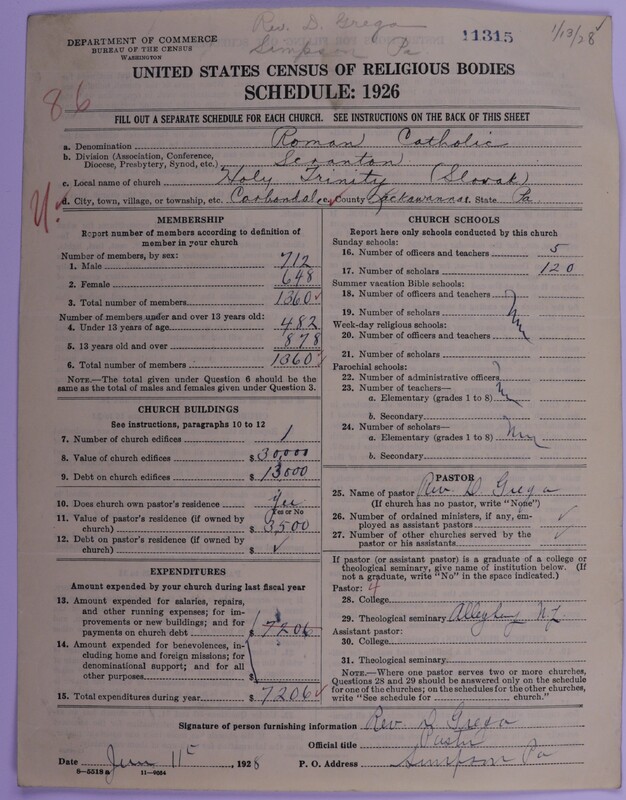 Rev. D. Grega
Simpson Pa.
11315
1/13/28
DEPARTMENT OF COMMERCE
BUREAU OF THE CENSUS
WASHINGTON
UNITED STATES CENSUS OF RELIGIOUS BODIES
SCHEDULE: 1926
86
FILL OUT A SEPARATE SCHEDULE FOR EACH CHURCH. SEE INSTRUCTIONS ON THE BACK OF THIS SHEET
a. Denomination Roman Catholic
b. Division (Association, Conference, Diocese, Presbytery, Synod, etc.) Scranton
c. Local name of church Holy Trinity (Slovak)
d. City, town, village, or township, etc. Carbondale County Lackawanna State Pa.
MEMBERSHIP
Report number of members according to definition of
member in your church
Number of members, by sex:
1. Male 712
2. Female 648
3. Total number of members 1360
Number of members under and over 13 years old:
4. Under 13 years of age 482
5. 13 years old and over 878
6. Total number of members 1360
NOTE.—The total given under Question 6 should be the
same as the total of males and females given under Question 3.
CHURCH BUILDINGS
See instructions, paragraphs 10 to 12
7. Number of church edifices 1
8. Value of church edifices $ 30,000
9. Debt on church edifices $ 13000
10. Does church own pastor's residence Yes
Yes or No
11. Value of pastor's residence (if owned by
church) $ 3500
12. Debt on pastor's residence (if owned by
church) $ ✓
EXPENDITURES
Amount expended by your church during last fiscal year
13. Amount expended for salaries, repairs,
and other running expenses; for im-
provements or new buildings; and for
payments on church debt $ 7206
14. Amount expended for benevolences, in-
cluding home and foreign missions; for
denominational support; and for all
other purposes $
15. Total expenditures during year $ 7206
CHURCH SCHOOLS
Report here only schools conducted by this church
Sunday schools:
16. Number of officers and teachers 5
17. Number of scholars 120
Summer vacation Bible schools:
18. Number of officers and teachers
19. Number of scholars
Week-day religious schools:
20. Number of officers and teachers
21. Number of scholars
Parochial schools:
22. Number of administrative officers
23. Number of teachers—
a. Elementary (grades 1 to 8)
b. Secondary
24. Number of scholars—
a. Elementary (grades 1 to 8)
b. Secondary
PASTOR
25. Name of pastor Rev. D. Grega
(If church has no pastor, write "None")
26. Number of ordained ministers, if any, em-
ployed as assistant pastors ✓
27. Number of other churches served by the
pastor or his assistants ✓
If pastor (or assistant pastor) is a graduate of a college or
theological seminary, give name of institution below. (If
not a graduate, write "No" in the space indicated.)
Pastor: 4
28. College
29. Theological seminary Allegheny N.Y.
Assistant pastor:
30. College
31. Theological seminary
NOTE.—Where one pastor serves two or more churches,
Questions 28 and 29 should be answered only on the schedule
for one of the churches; on the schedules for the other churches,
write "See schedule for church."
Signature of person furnishing information Rev. D Grega
Official title Pastor
Date 11 , 1928 P. O. Address Simpson Pa
8—5518 a 11—9034